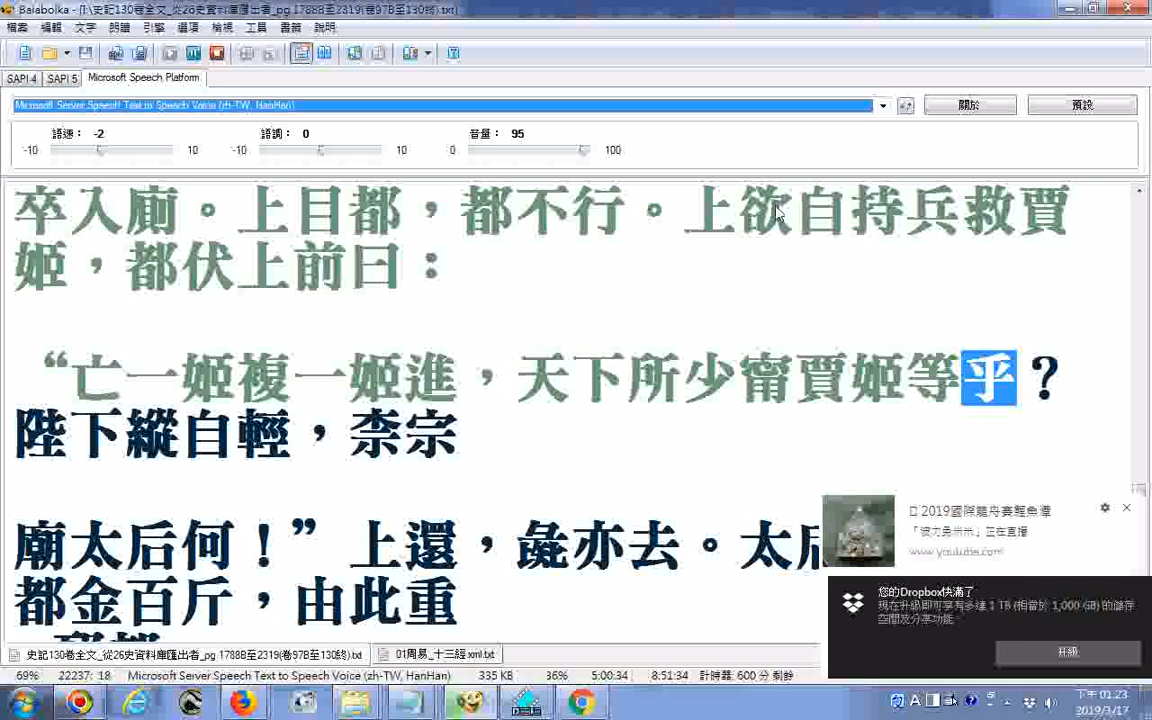 Balabolka - [I:\史記130卷全文_從26史資料庫匯出者_pg 1788B至2319(卷97B至130終).txt]
檔案 編輯 文字 朗讀 引擎 選項 檢視 工具 書籤 說明
SAPI 4 SAPI 5 Microsoft Speech Platform
Microsoft Server Speech Text to Speech Voice (zh-TW, HanHan)
關於 預設
語速： -2 語調： 0 音量： 95
-10 10 -10 10 0 100
卒入廁。上目都，都不行。上欲自持兵救賈
姬，都伏上前曰：
“亡一姬複一姬進，天下所少甯賈姬等乎？
陛下縱自輕，柰宗
廟太后何！”上還，彘亦去。太
都金百斤，由此重
2019國際龍舟賽鯉魚潭
正在直播
www.youtube.com
您的Dropbox快滿了
現在升級即可享有多達 1 TB (相當於 1,000 GB) 的儲存
空間及分享功能。
升級
史記130卷全文_從26史資料庫匯出者_pg 1788B至2319(卷97B至130終).txt 01周易_十三經xml.txt
69% 22237: 18 Microsoft Server Speech Text to Speech Voice (zh-TW, HanHan) 335 KB 36% 5:00:34 8:51:34 計時器: 600 分 剩餘
下午 01:23
2019/3/17